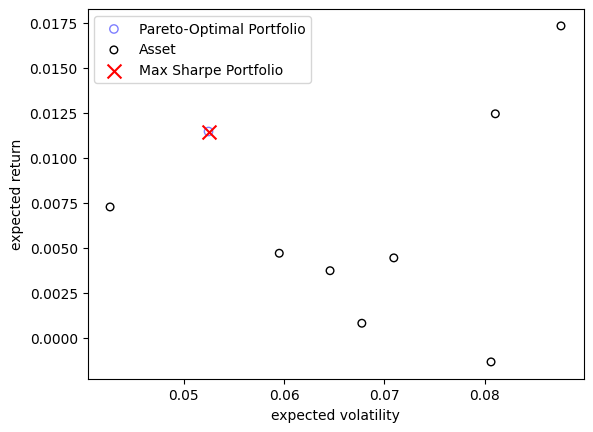 Pareto-Optimal Portfolio
Asset
Max Sharpe Portfolio
0.0175
0.0150
0.0125
0.0100
0.0075
0.0050
0.0025
0.0000
expected return
0.05 0.06 0.07 0.08
expected volatility